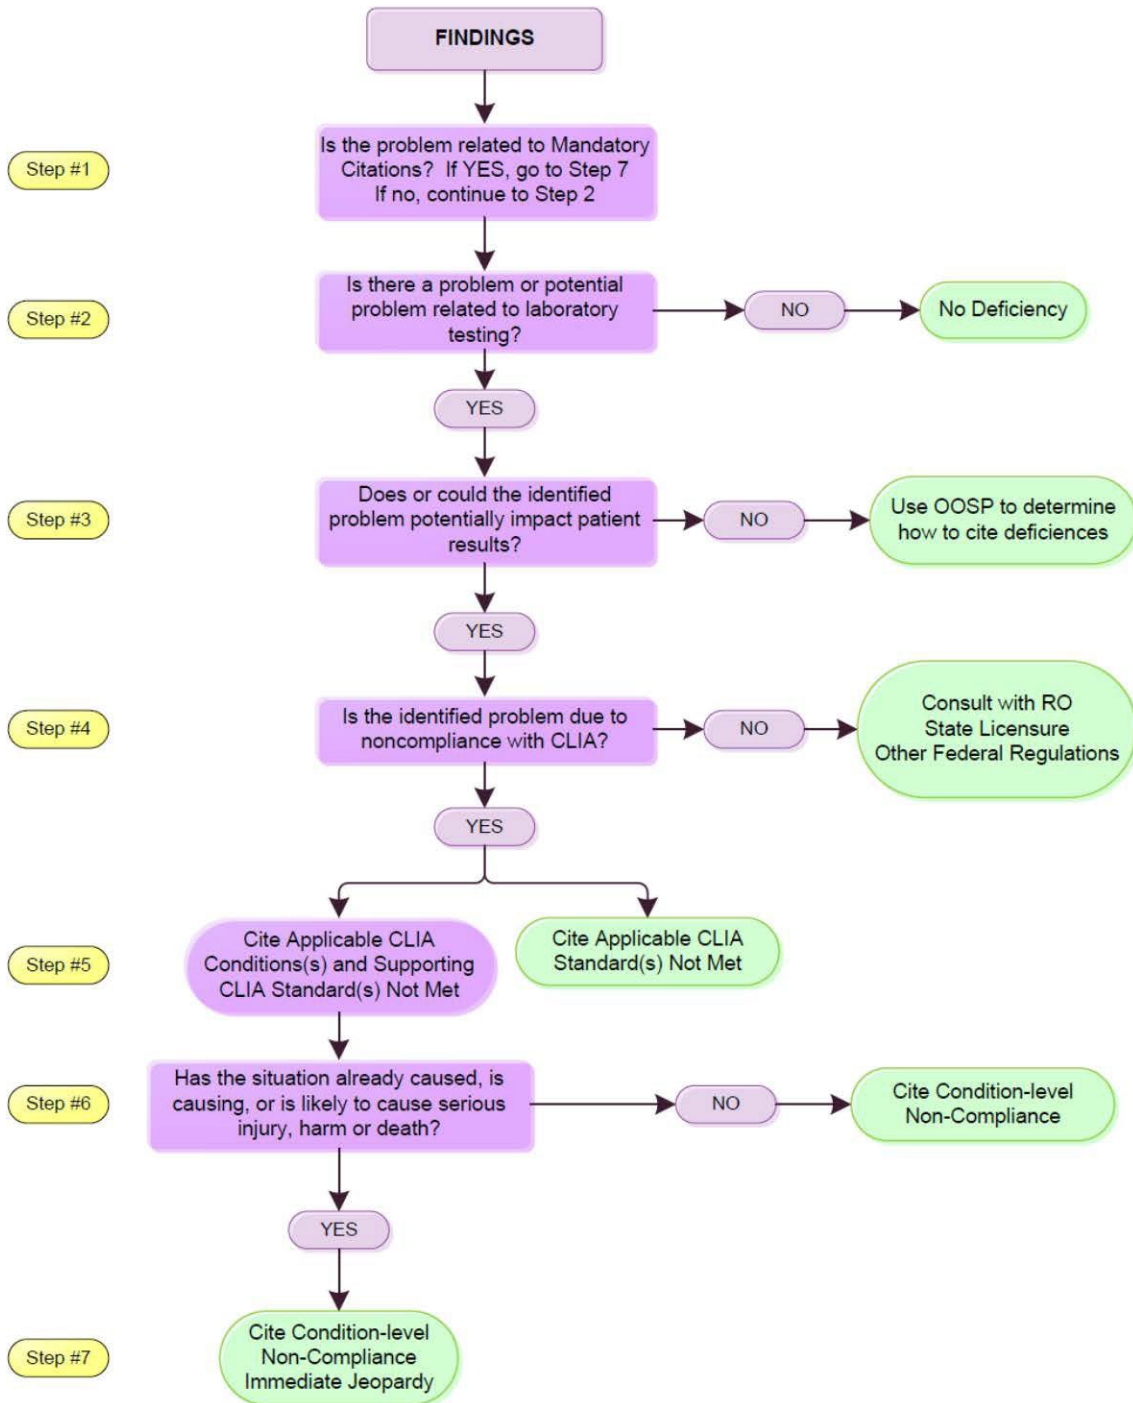 FINDINGS
Step #1
Is the problem related to Mandatory
Citations? If YES, go to Step 7
If no, continue to Step 2
Step #2
Is there a problem or potential
problem related to laboratory
testing?
NO
No Deficiency
YES
Step #3
Does or could the identified
problem potentially impact patient
results?
NO
Use OOSP to determine
how to cite deficiences
YES
Step #4
Is the identified problem due to
noncompliance with CLIA?
NO
Consult with RO
State Licensure
Other Federal Regulations
YES
Step #5
Cite Applicable CLIA
Conditions(s) and Supporting
CLIA Standard(s) Not Met
Cite Applicable CLIA
Standard(s) Not Met
Step #6
Has the situation already caused, is
causing, or is likely to cause serious
injury, harm or death?
NO
Cite Condition-level
Non-Compliance
YES
Step #7
Cite Condition-level
Non-Compliance
Immediate Jeopardy